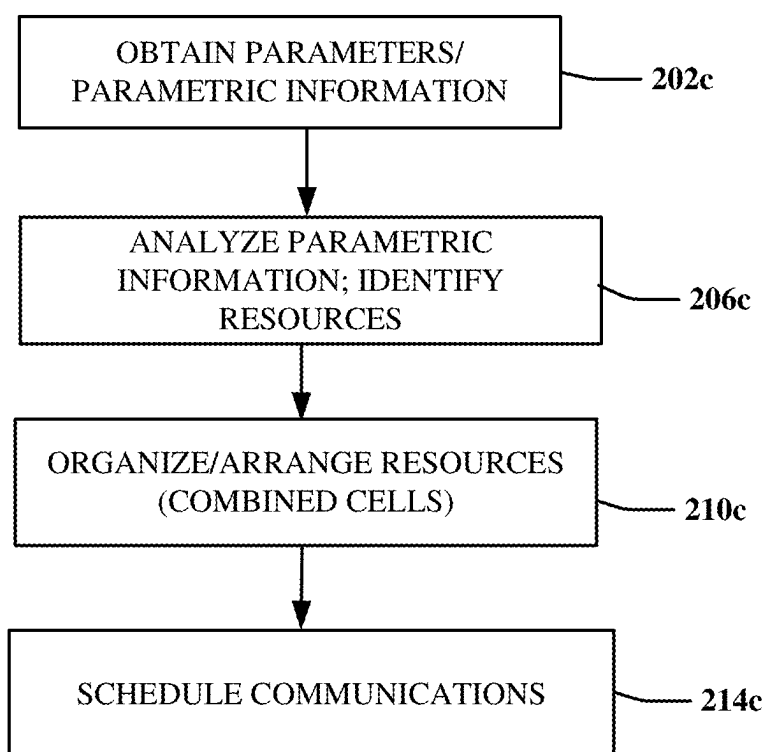 OBTAIN PARAMETERS/
PARAMETRIC INFORMATION
202c
ANALYZE PARAMETRIC
INFORMATION; IDENTIFY
RESOURCES
206c
ORGANIZE/ARRANGE RESOURCES
(COMBINED CELLS)
210c
SCHEDULE COMMUNICATIONS
214c